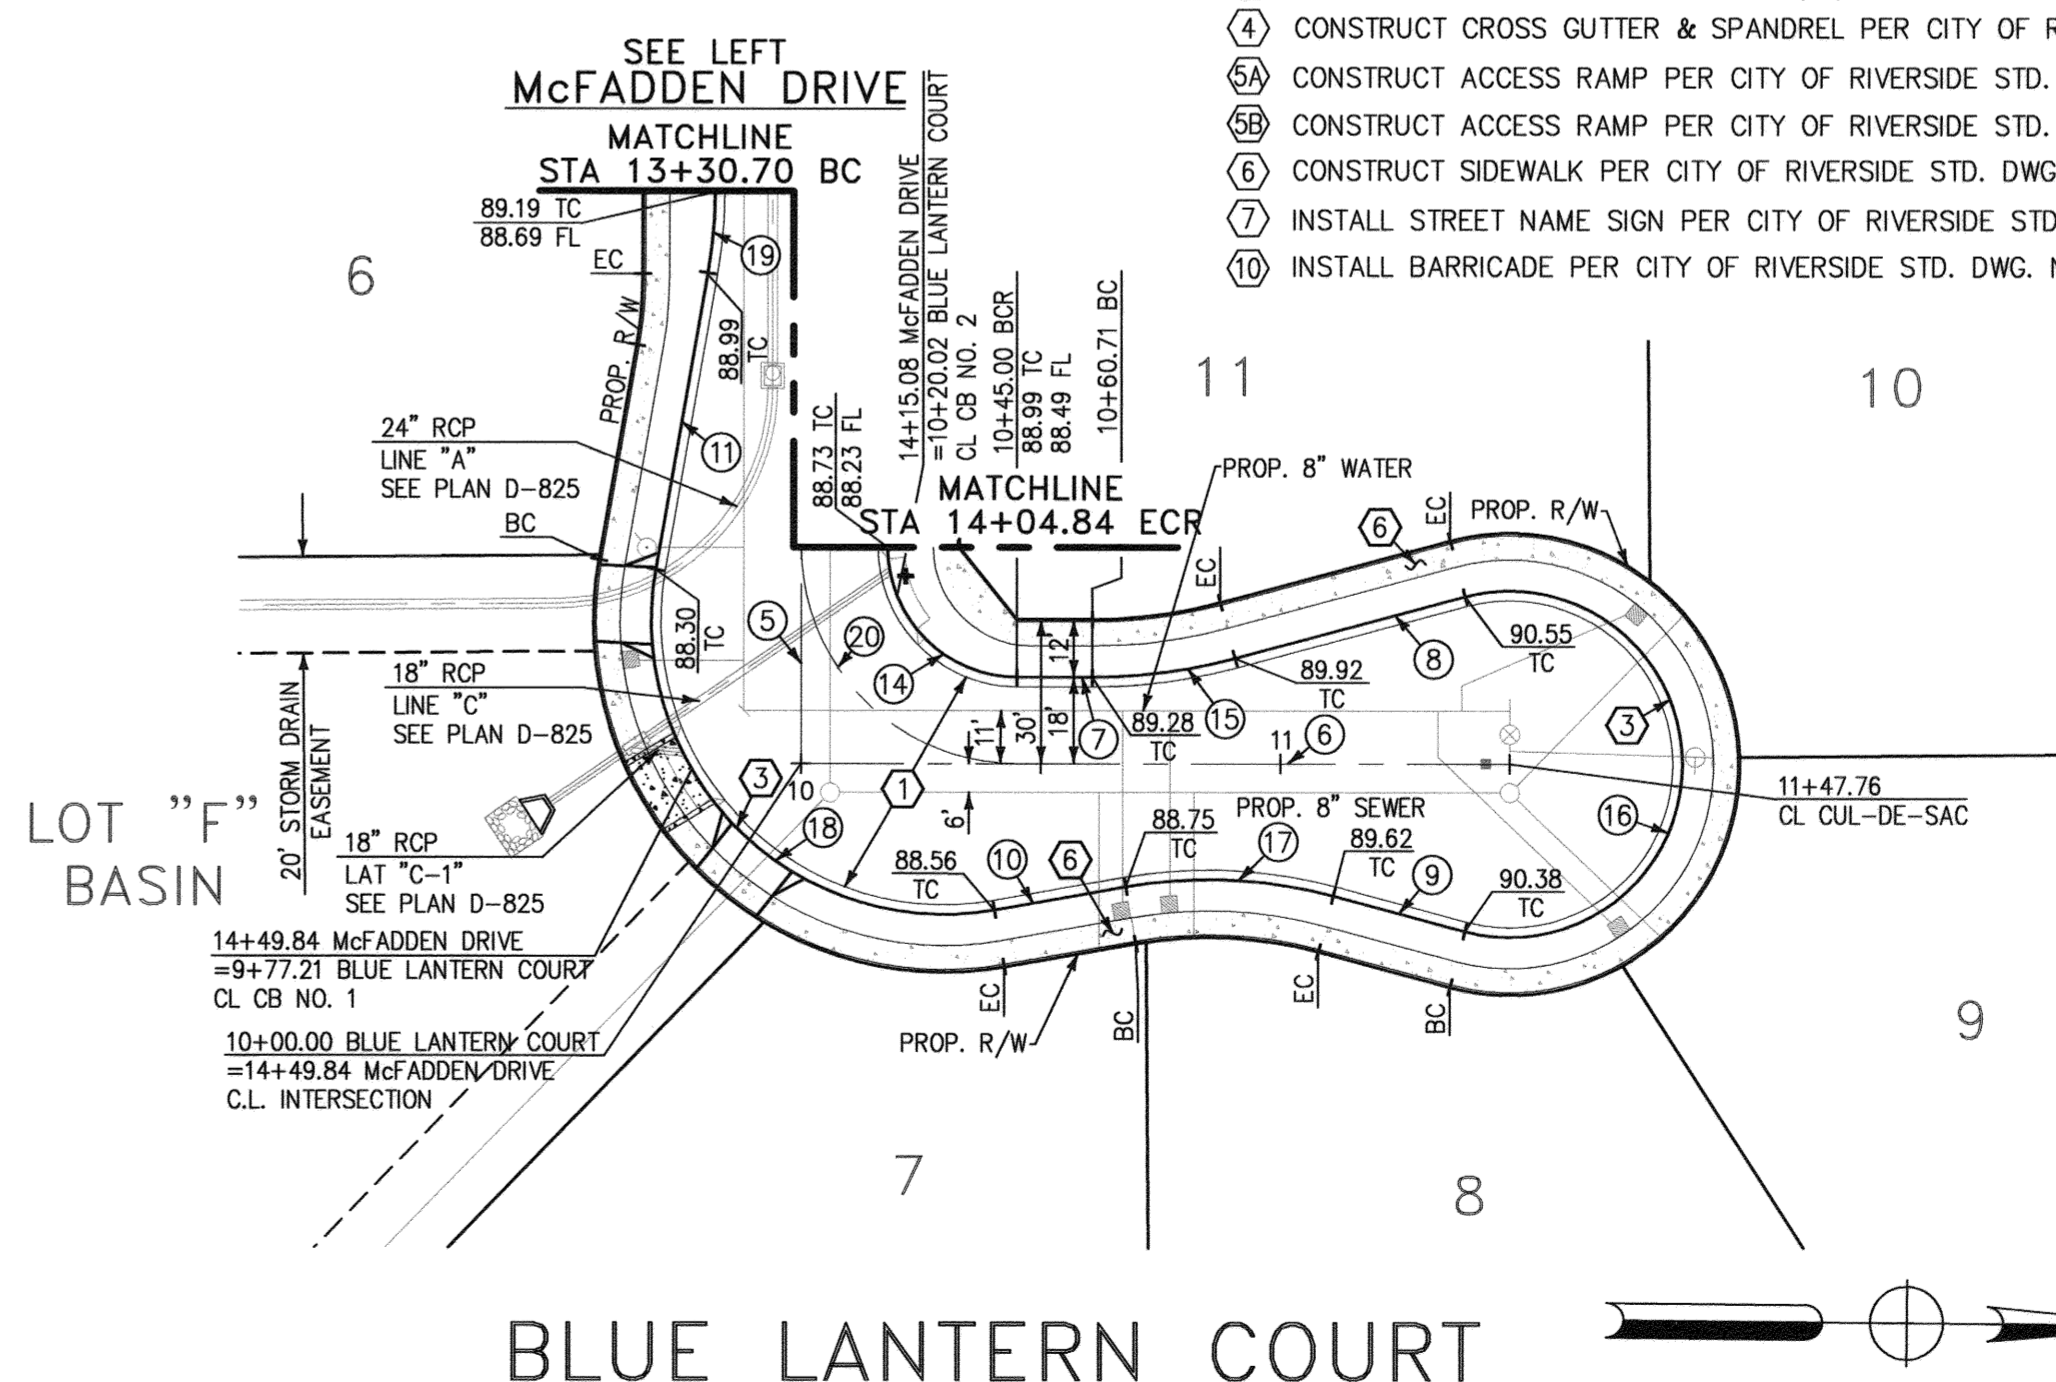 ④ CONSTRUCT CROSS GUTTER & SPANDREL PER CITY OF
5A CONSTRUCT ACCESS RAMP PER CITY OF RIVERSIDE STD.
5B CONSTRUCT ACCESS RAMP PER CITY OF RIVERSIDE STD.
6 CONSTRUCT SIDEWALK PER CITY OF RIVERSIDE STD. DWG
7 INSTALL STREET NAME SIGN PER CITY OF RIVERSIDE STD
10 INSTALL BARRICADE PER CITY OF RIVERSIDE STD. DWG.
SEE LEFT
McFADDEN DRIVE
MATCHLINE
STA 13+30.70 BC
89.19 TC
88.69 FL
EC
6
PROP. R/W
19
88.99
TC
11
24" RCP
LINE "A"
SEE PLAN D-825
BC
88.73 TC
88.23 FL
14+15.08 McFADDEN DRIVE
=10+20.02 BLUE LANTERN COURT
CL CB NO. 2
10+45.00 BCR
88.99 TC
88.49 FL
10+60.71 BC
11
10
MATCHLINE
STA 14+04.84 ECR
PROP. 8" WATER
6
EC
PROP. R/W
EC
88.30
TC
5
20
14
12'
11'
30'
18'
7
89.28
TC
15
89.92
TC
8
90.55
TC
3
11
6
11+47.76
CL CUL-DE-SAC
16
18" RCP
LINE "C"
SEE PLAN D-825
20' STORM DRAIN
EASEMENT
LOT "F"
BASIN
3
10
1
18
6'
PROP. 8" SEWER
18" RCP
LAT "C-1"
SEE PLAN D-825
88.56
TC
10
6
88.75
TC
17
89.62
TC
9
90.38
TC
14+49.84 McFADDEN DRIVE
=9+77.21 BLUE LANTERN COURT
CL CB NO. 1
10+00.00 BLUE LANTERN COURT
=14+49.84 McFADDEN DRIVE
C.L. INTERSECTION
EC
PROP. R/W
BC
EC
BC
9
7
8
BLUE LANTERN COURT